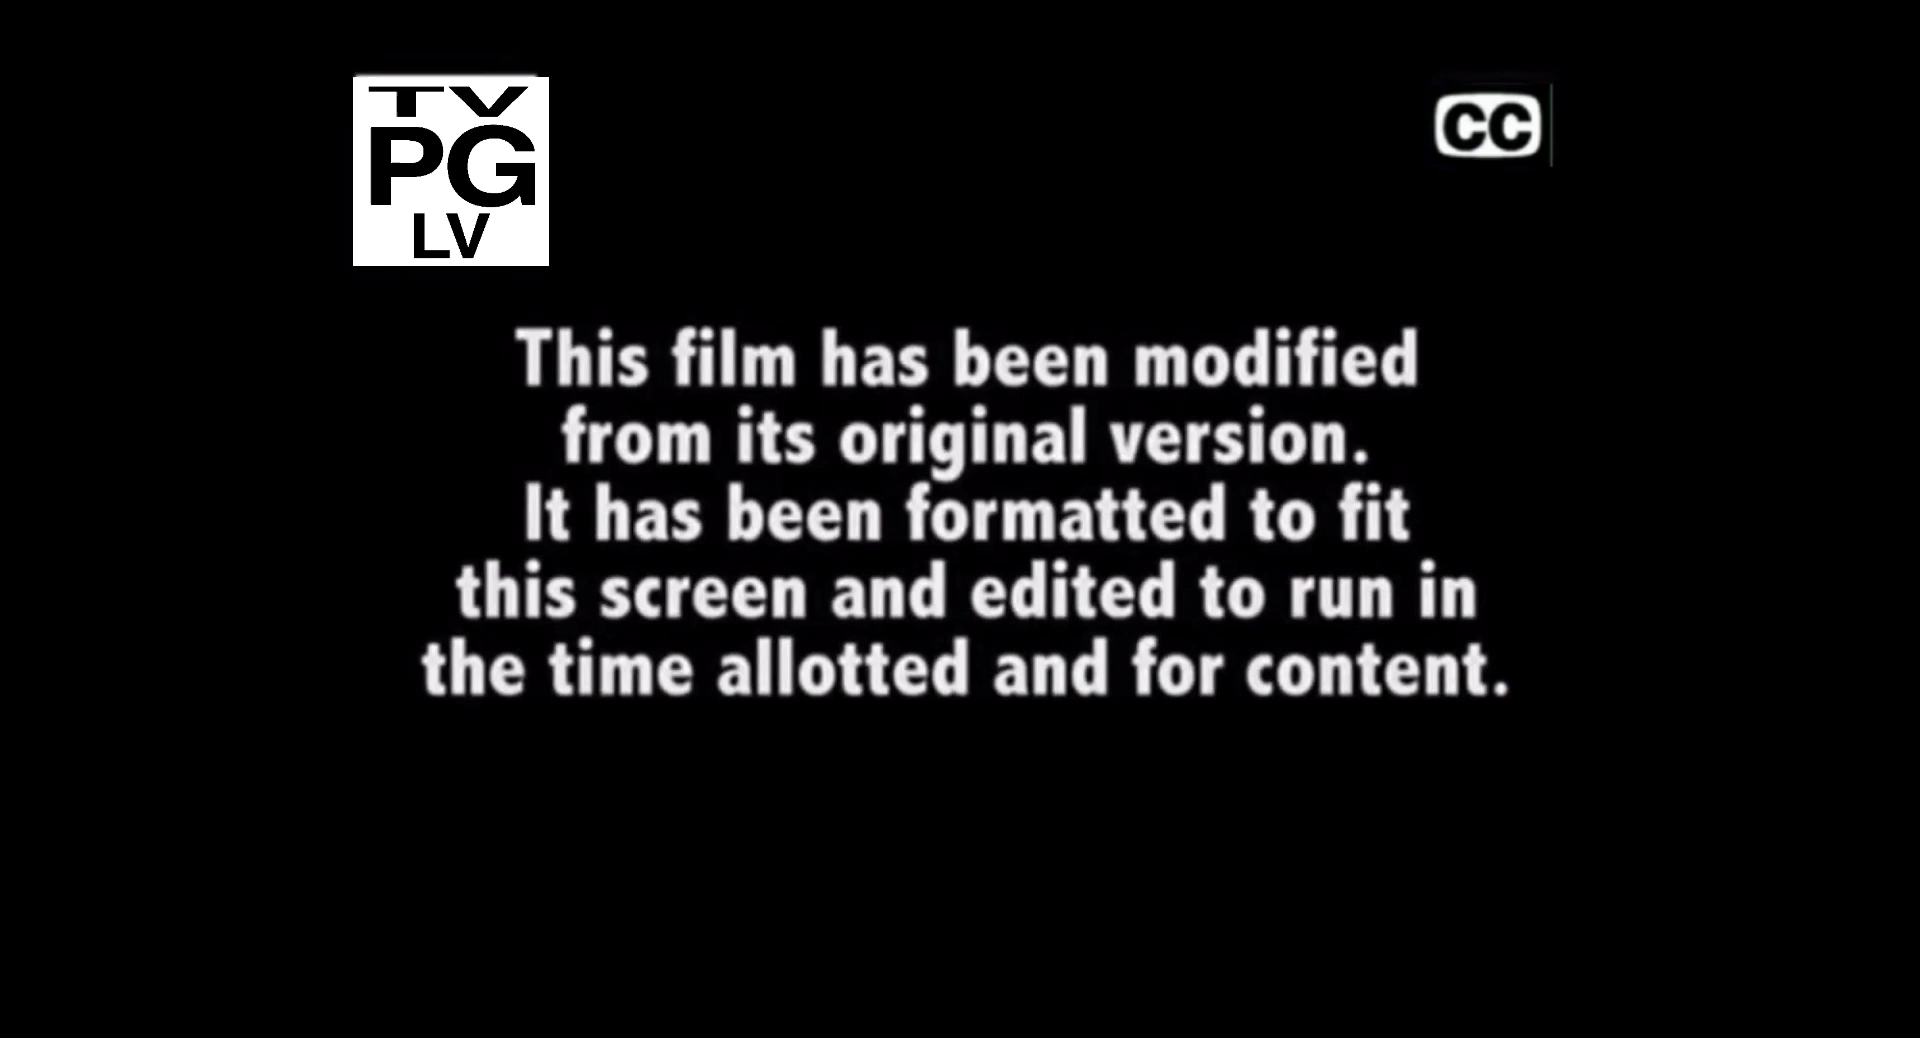 TV
PG
LV
CC
This film has been modified
from its original version.
It has been formatted to fit
this screen and edited to run in
the time allotted and for content.